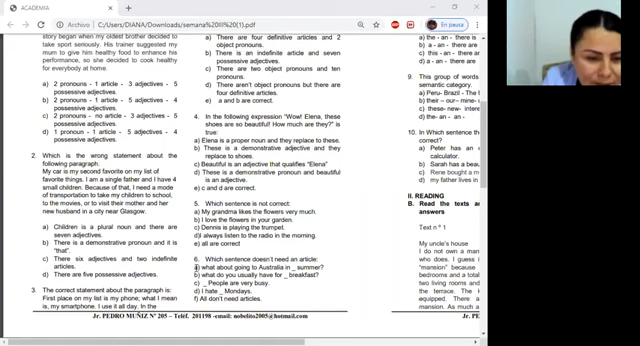 ACADEMIA
Archivo | C:/Users/DIANA/Downloads/semana%20III%20(1).pdf
En pausa
story began when my oldest brother decided to
take sport seriously. His trainer suggested my
mum to give him healthy food to enhance his
performance, so she decided to cook healthy
for everybody at home.
a) 2 pronouns - 1 article - 3 adjectives - 5
possessive adjectives.
b) 2 pronouns - 1 article - 5 adjectives - 4
possessive adjectives.
c) 2 pronouns - no article - 3 adjectives - 5
possessive adjectives.
d) 1 pronoun - 1 article - 5 adjectives - 4
possessive adjectives.
2. Which is the wrong statement about the
following paragraph.
My car is my second favorite on my list of
favorite things. I am a single father and I have 4
small children. Because of that, I need a mode
of transportation to take my children to school,
to the movies, or to visit their mother and her
new husband in a city near Glasgow.
a) Children is a plural noun and there are
seven adjectives.
b) There is a demonstrative pronoun and it is
"that".
c) There six adjectives and two indefinite
articles.
d) There are five possessive adjectives.
3. The correct statement about the paragraph is:
First place on my list is my phone; what I mean
is, my smartphone. I use it all day. In the
a) There are four definitive articles and 2
object pronouns.
b) There is an indefinite article and seven
possessive adjectives.
c) There are two object pronouns and ten
pronouns.
d) There aren't object pronouns but there
are four definitive articles.
e) a and b are correct.
4. In the following expression "Wow! Elena, these
shoes are so beautiful! How much are they?" is
true:
a) Elena is a proper noun and they replace to these.
b) These is a demonstrative adjective and they
replace to shoes.
c) Beautiful is an adjective that qualifies "Elena"
d) These is a demonstrative pronoun and beautiful
is an adjective.
e) c and d are correct.
5. Which sentence is not correct:
a) My grandma likes the flowers very much.
b) I love the flowers in your garden.
c) Dennis is playing the trumpet.
d)I always listen to the radio in the morning.
e) all are correct
6. Which sentence doesn't need an article:
a) what about going to Australia in _ summer?
b) what do you usually have for _ breakfast?
c) _ People are very busy.
d) I hate _ Mondays.
f) All don't need articles.
a) the - an - there is
b) a - an - there are
c) this - an - there
d) a - an - there are
9. This group of words
semantic category.
a) Peru- Brazil - The
b) their – our – mine -
c) these- new- inter
d) the- an - an
10. In which sentence th
correct?
a) Peter has an
calculator.
b) Sarah has a bea
c) Rene bought a m
d) my father lives in
II. READING
B. Read the texts a
answers
Text n° 1
My uncle's house
I do not own a man
who does. I guess i
"mansion" because
bedrooms and a total
two living rooms and
the terrace. The
equipped. There a
mansion. As much a
Jr. PEDRO MUÑIZ Nº 205 – Teléf. 201198 -email: nobelito2005@hotmail.com
Jr. PE